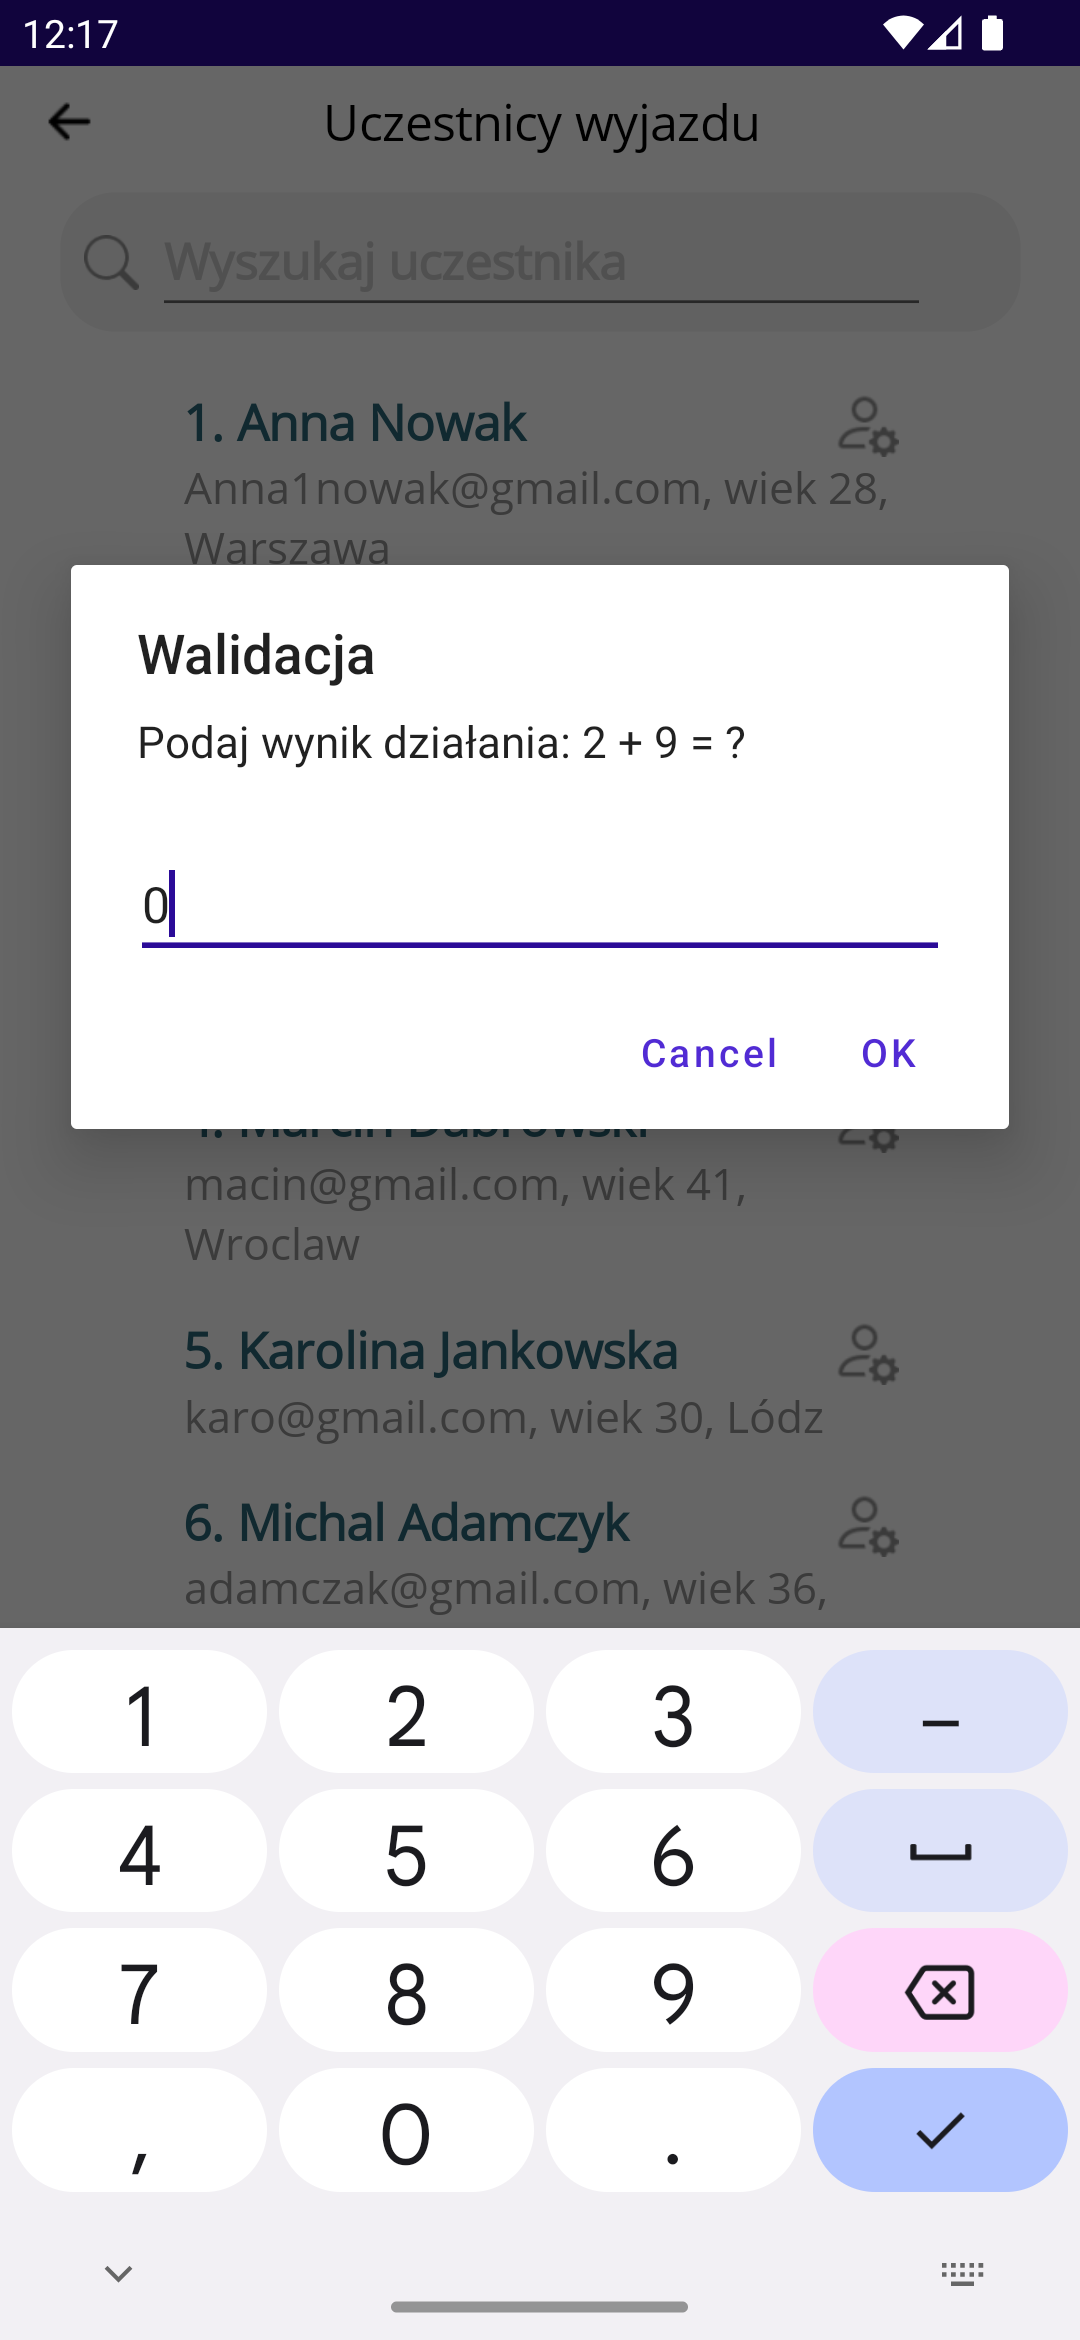 12:17
Uczestnicy wyjazdu
Wyszukaj uczestnika
1. Anna Nowak
Anna1nowak@gmail.com, wiek 28,
Warszawa
Walidacja
Podaj wynik działania: 2 + 9 = ?
0
Cancel OK
4. Marcin Dabrowski
macin@gmail.com, wiek 41,
Wroclaw
5. Karolina Jankowska
karo@gmail.com, wiek 30, Lódz
6. Michal Adamczyk
adamczak@gmail.com, wiek 36,
1 2 3 –
4 5 6
7 8 9
, 0 .